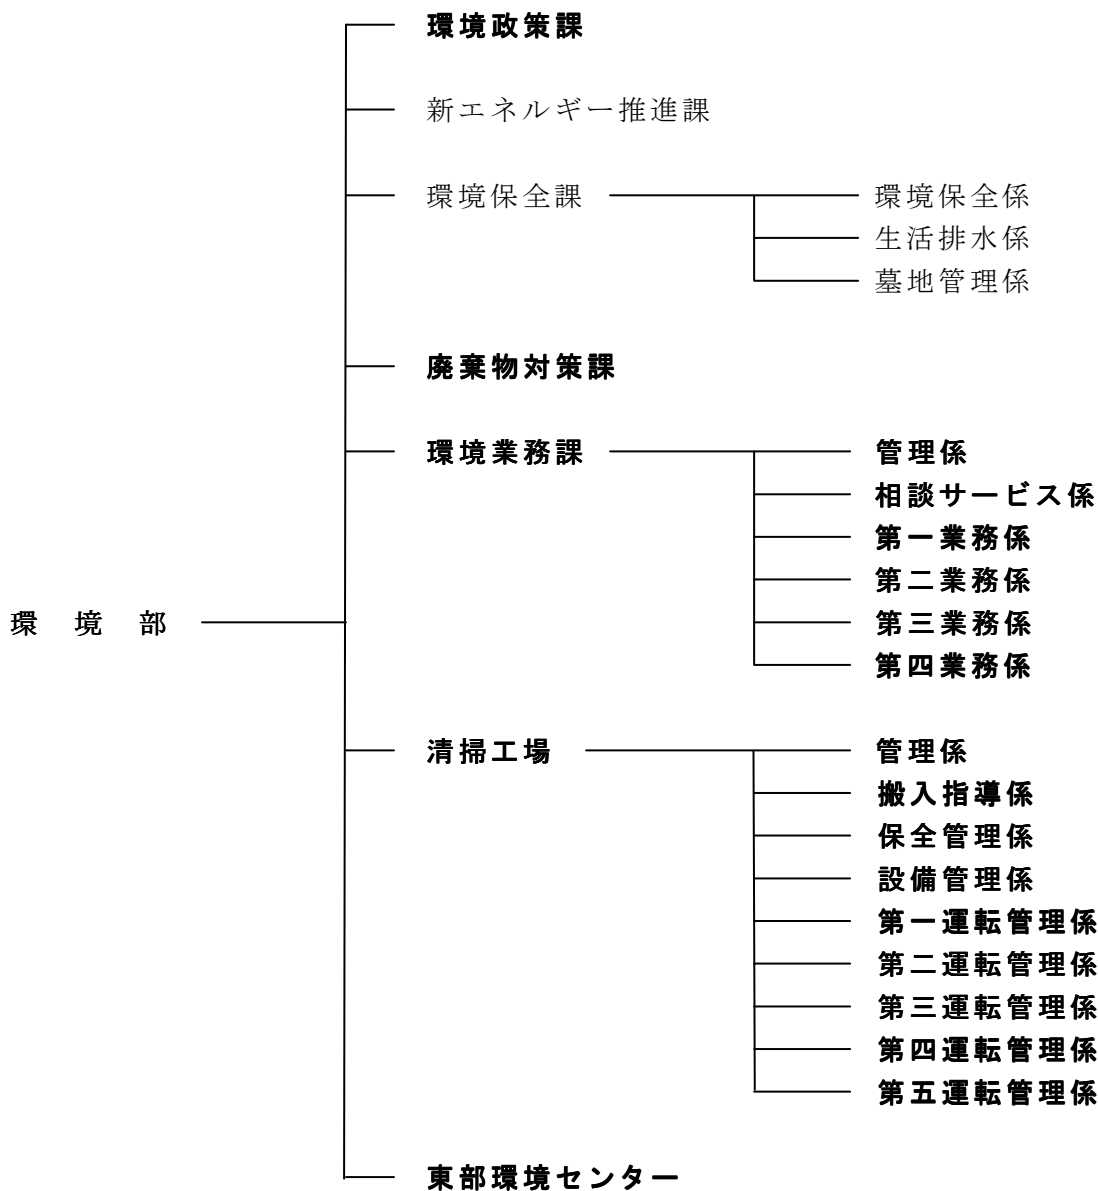 環境政策課
新エネルギー推進課
環境保全課 環境保全係
生活排水係
墓地管理係
廃棄物対策課
環境業務課 管理係
相談サービス係
第一業務係
第二業務係
環　境　部 第三業務係
第四業務係
清掃工場 管理係
搬入指導係
保全管理係
設備管理係
第一運転管理係
第二運転管理係
第三運転管理係
第四運転管理係
第五運転管理係
東部環境センター